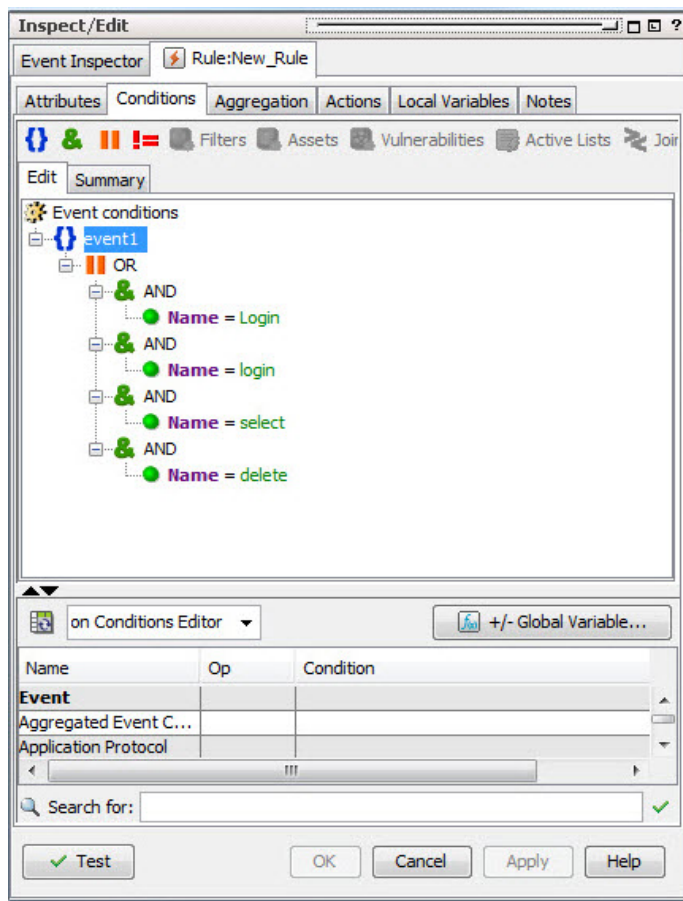 Inspect/Edit ?
Event Inspector Rule:New_Rule
Attributes Conditions Aggregation Actions Local Variables Notes
{} & != Filters Assets Vulnerabilities Active Lists Join
Edit Summary
Event conditions
{} event1
OR
& AND
Name = Login
& AND
Name = login
& AND
Name = select
& AND
Name = delete
on Conditions Editor +/- Global Variable...
Name Op Condition
Event
Aggregated Event C...
Application Protocol
Search for:
Test OK Cancel Apply Help